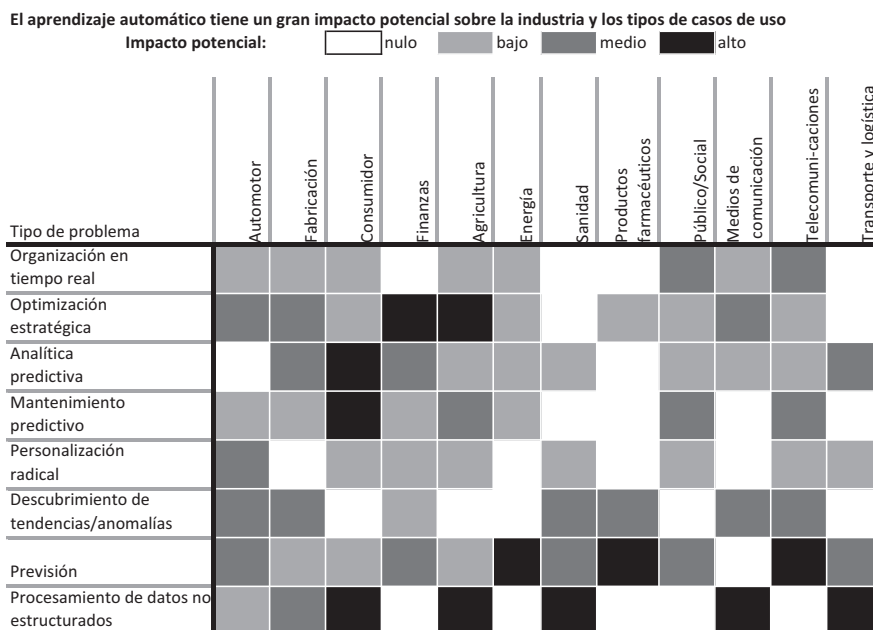 El aprendizaje automático tiene un gran impacto potencial sobre la industria y los tipos de casos de uso
Impacto potencial: nulo bajo medio alto
Tipo de problema
Automotor
Fabricación
Consumidor
Finanzas
Agricultura
Energía
Sanidad
Productos
farmacéuticos
Público/Social
Medios de
comunicación
Telecomuni-caciones
Transporte y logística
Organización en
tiempo real
Optimización
estratégica
Analítica
predictiva
Mantenimiento
predictivo
Personalización
radical
Descubrimiento de
tendencias/anomalías
Previsión
Procesamiento de datos no
estructurados